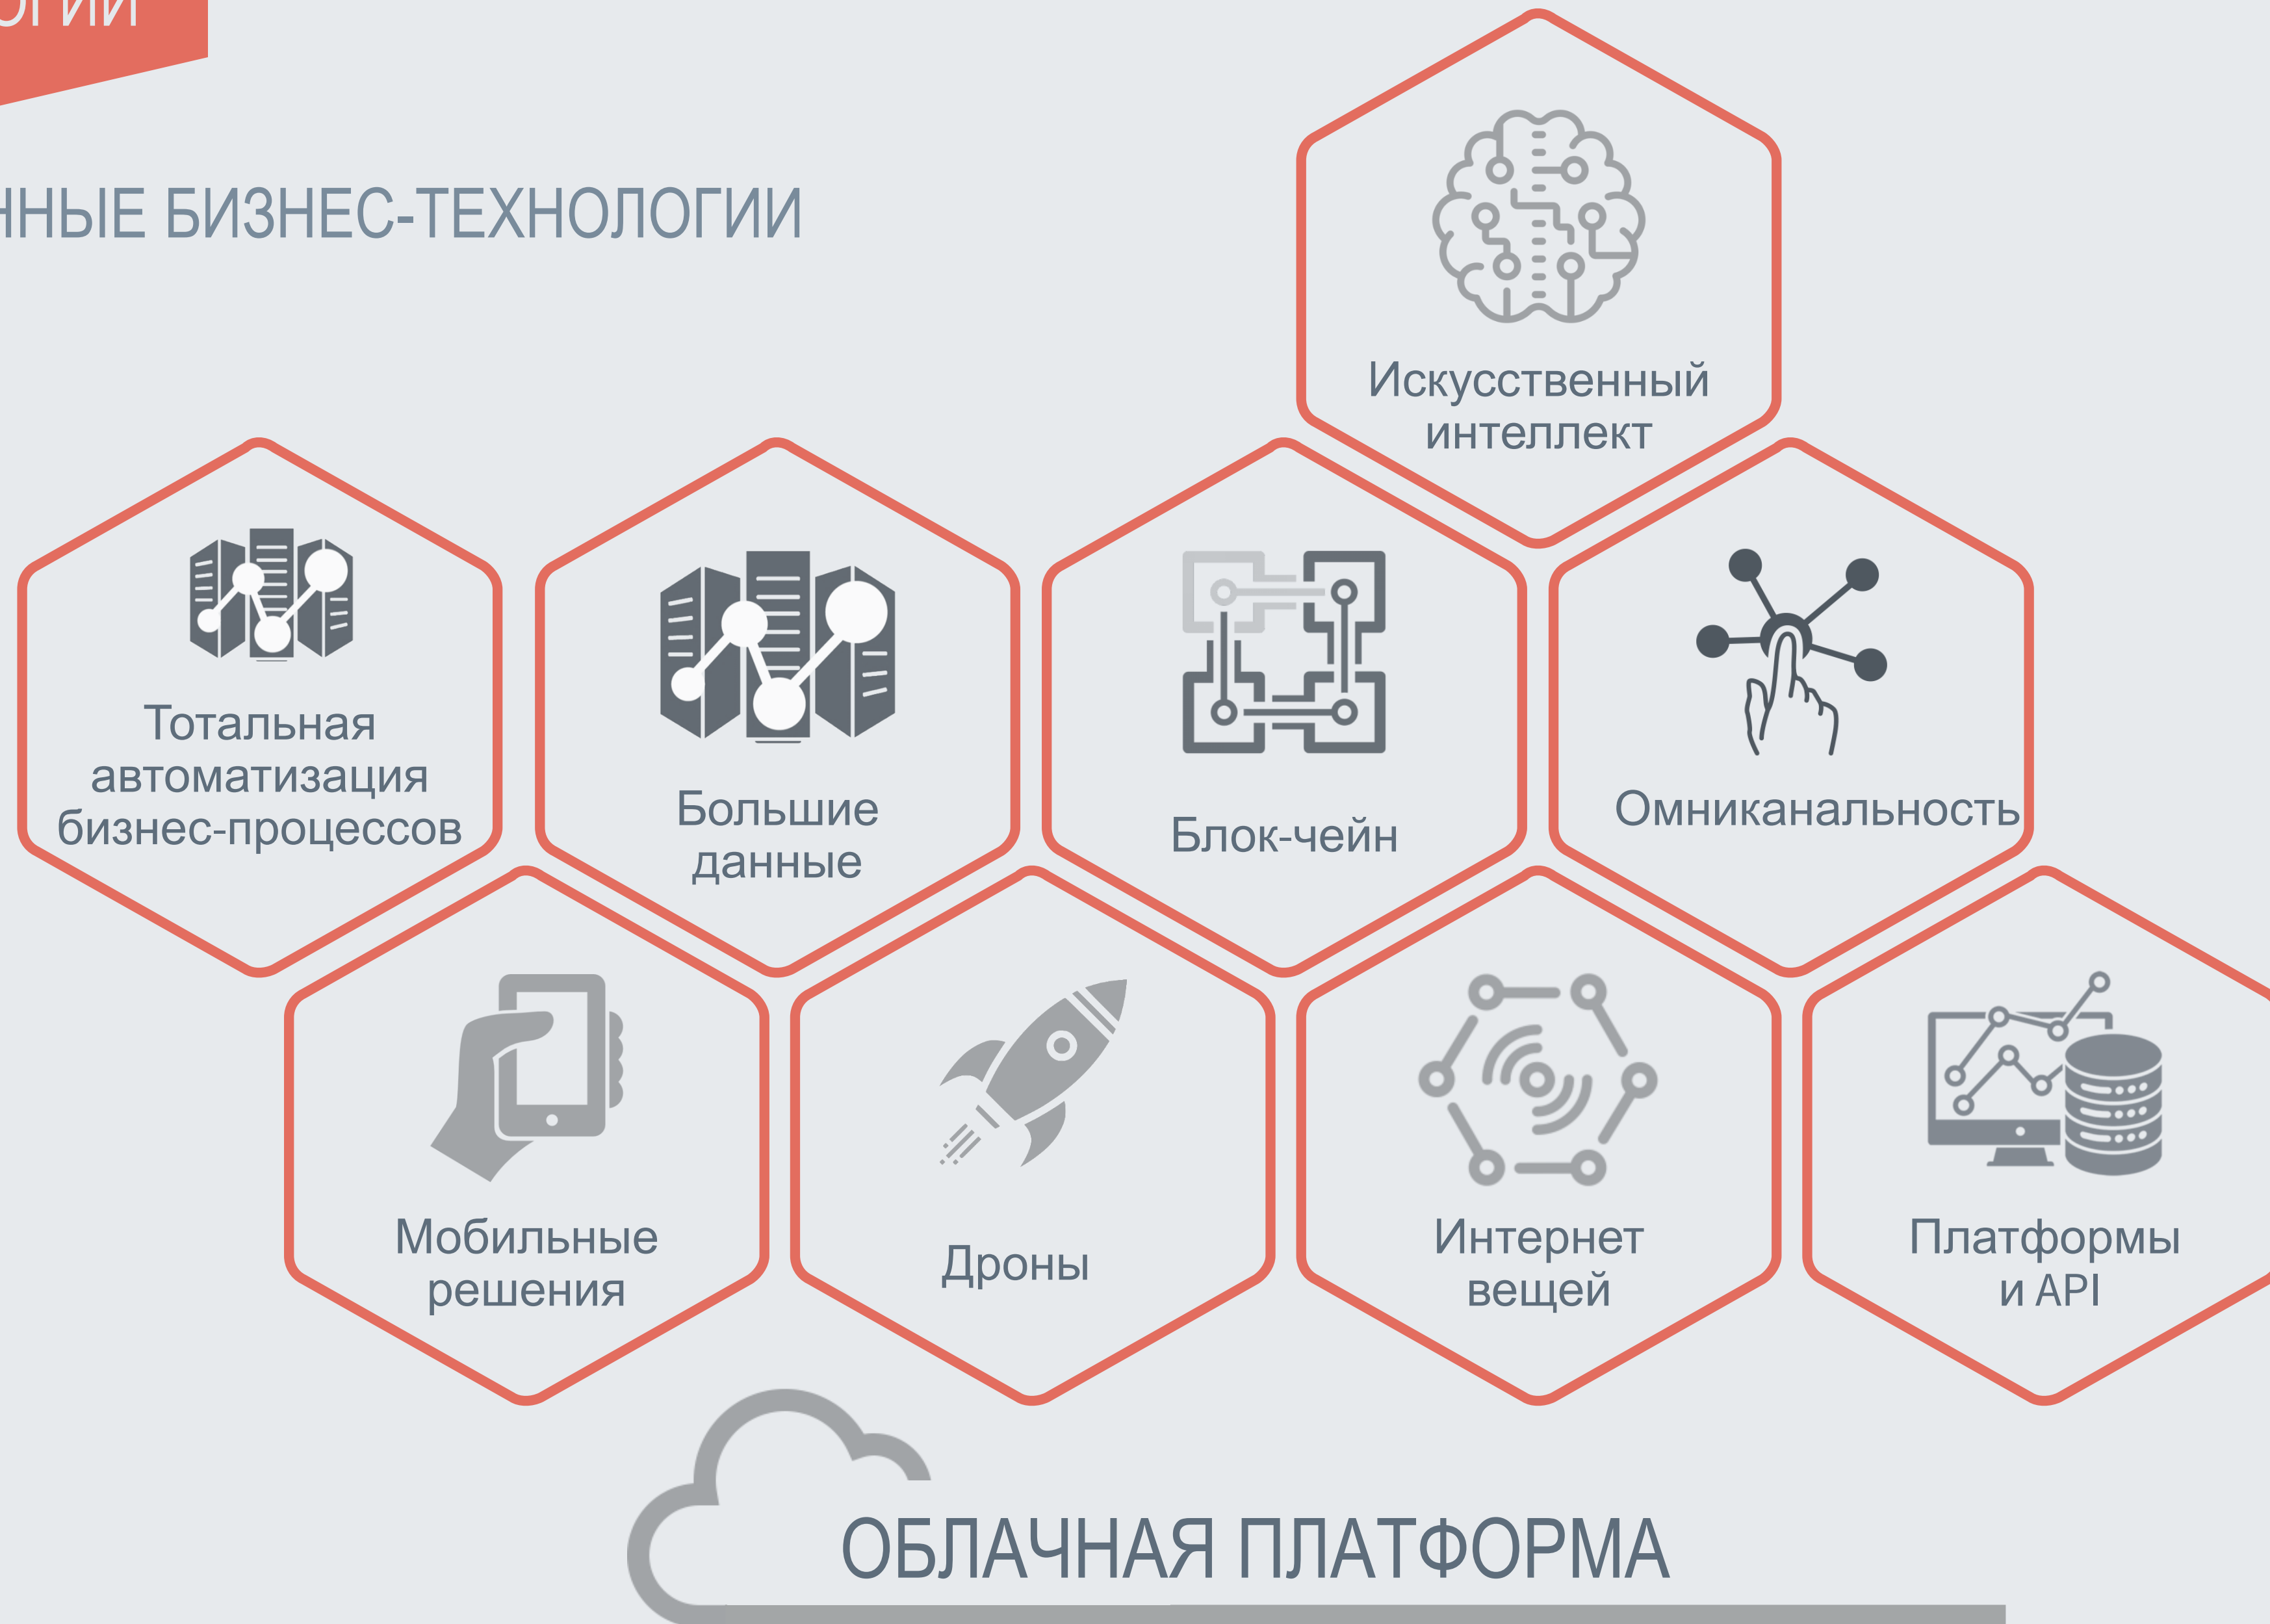 БИЗНЕС-ТЕХНОЛОГИИ
Искусственный
интеллект
Тотальная
автоматизация
бизнес-процессов
Большие
данные
Блок-чейн
Омниканальность
Мобильные
решения
Дроны
Интернет
вещей
Платформы
и API
ОБЛАЧНАЯ ПЛАТФОРМА